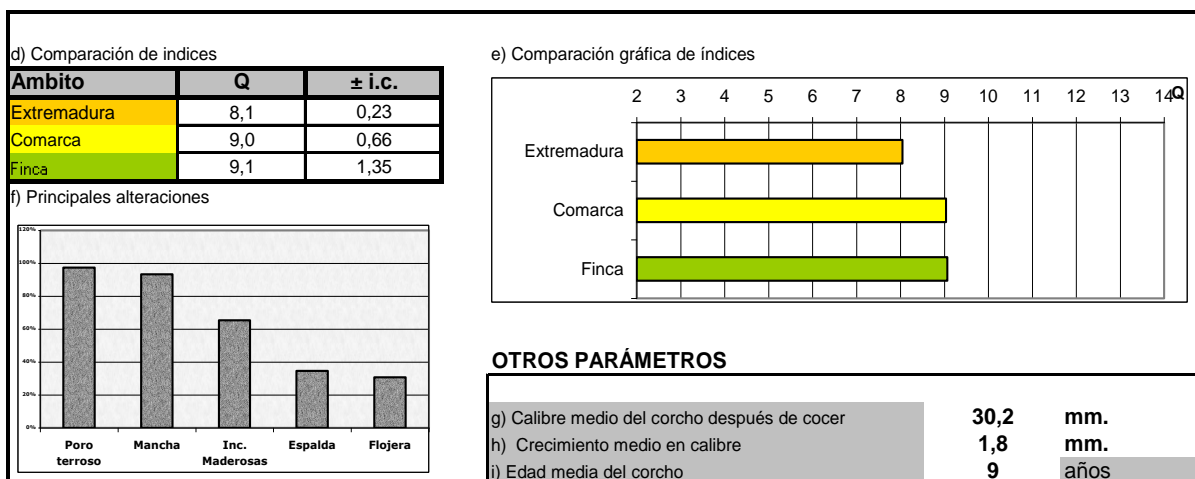 d) Comparación de indices
Ambito Q ± i.c.
Extremadura 8,1 0,23
Comarca 9,0 0,66
Finca 9,1 1,35
e) Comparación gráfica de índices
2 3 4 5 6 7 8 9 10 11 12 13 14 Q
Extremadura
Comarca
Finca
f) Principales alteraciones
120%
100%
80%
60%
40%
20%
0%
Poro terroso Mancha Inc. Maderosas Espalda Flojera
OTROS PARÁMETROS
g) Calibre medio del corcho después de cocer 30,2 mm.
h) Crecimiento medio en calibre 1,8 mm.
i) Edad media del corcho 9 años